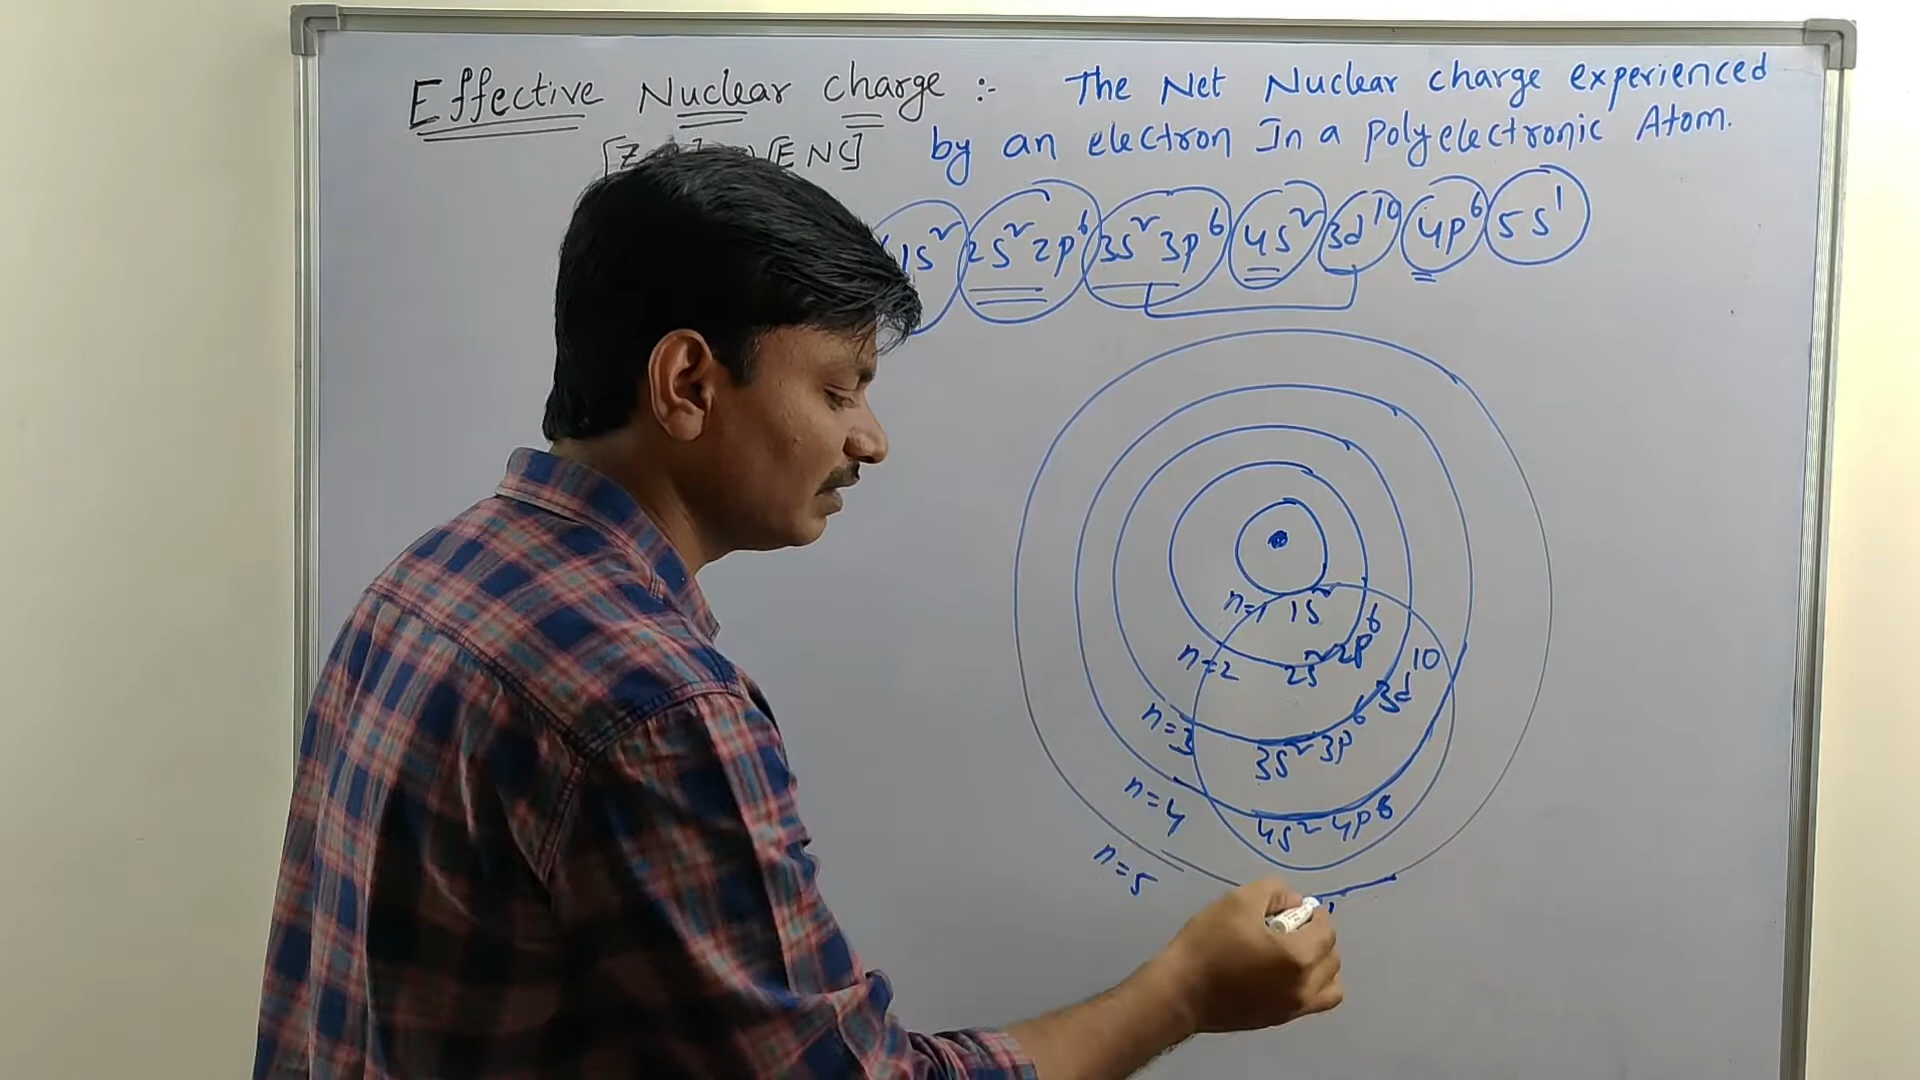 Effective Nuclear charge :- The Net Nuclear charge experienced
[Z ENC] by an electron In a polyelectronic Atom.
1s² 2s² 2p⁶ 3s² 3p⁶ 4s² 3d¹⁰ 4p⁶ 5s¹
n=1 1s²
n=2 2s² 2p⁶
n=3 3s² 3p⁶ 3d¹⁰
n=4 4s² 4p⁶
n=5